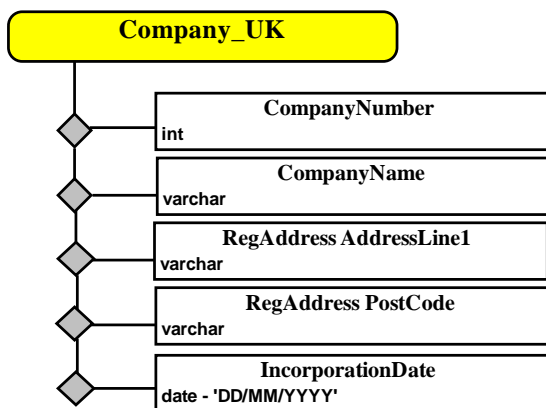 Company_UK
CompanyNumber
int
CompanyName
varchar
RegAddress AddressLine1
varchar
RegAddress PostCode
varchar
IncorporationDate
date - 'DD/MM/YYYY'